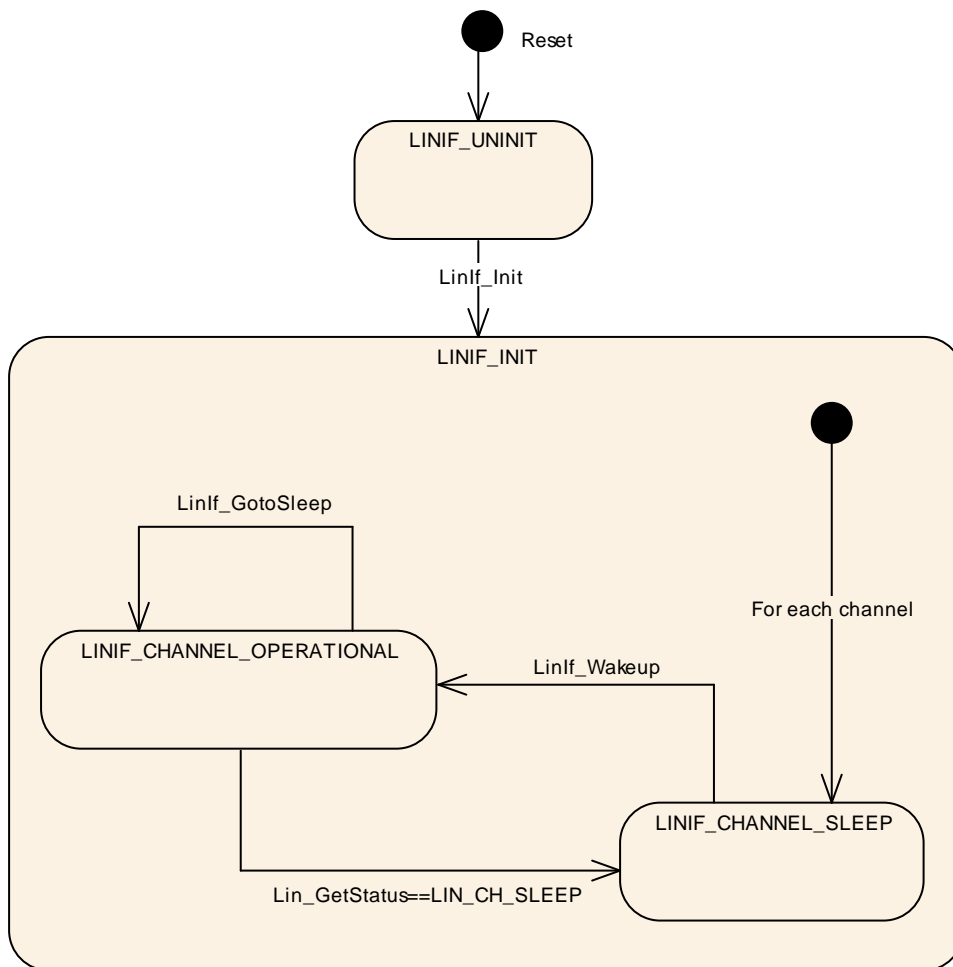 Reset
LINIF_UNINIT
LinIf_Init
LINIF_INIT
LinIf_GotoSleep
For each channel
LINIF_CHANNEL_OPERATIONAL
LinIf_Wakeup
LINIF_CHANNEL_SLEEP
Lin_GetStatus==LIN_CH_SLEEP